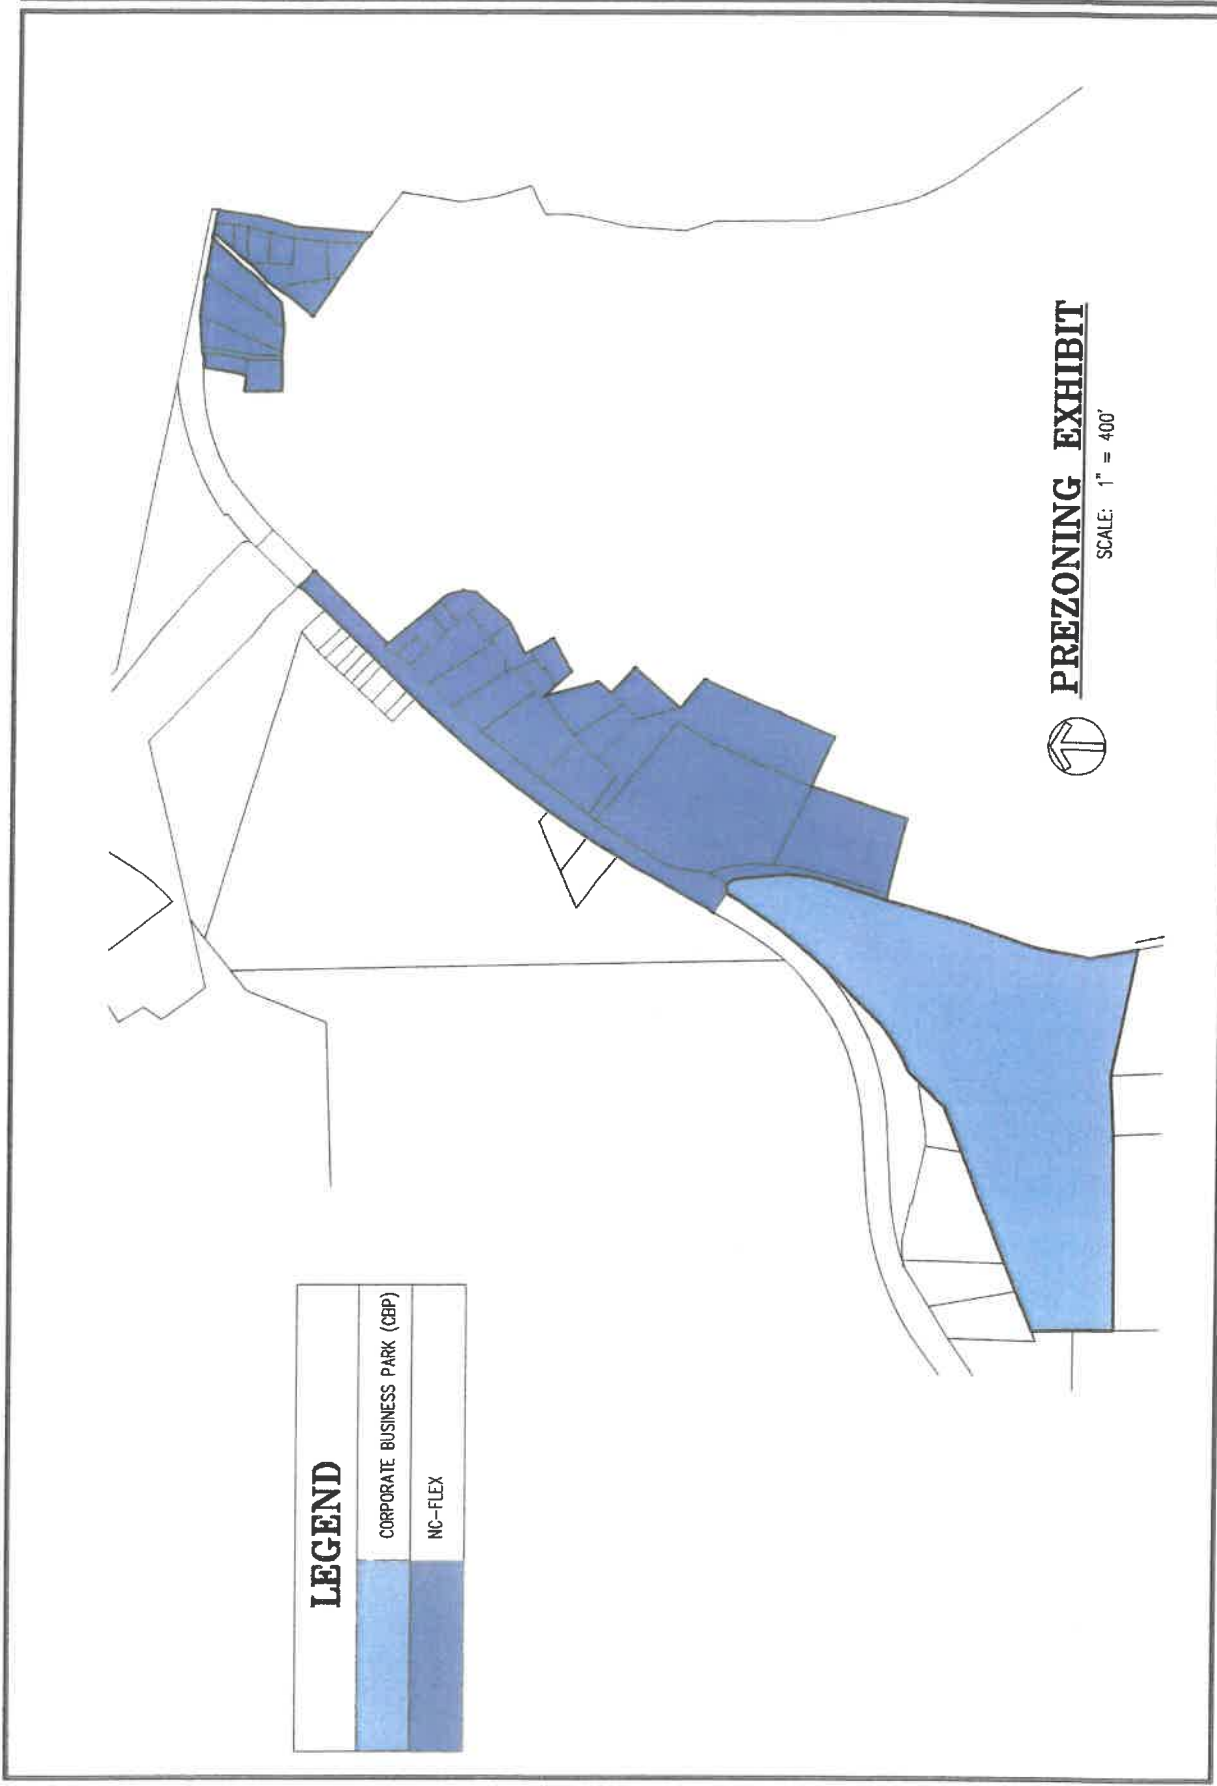 LEGEND
CORPORATE BUSINESS PARK (CBP)
NC-FLEX
PREZONING EXHIBIT
SCALE: 1" = 400'